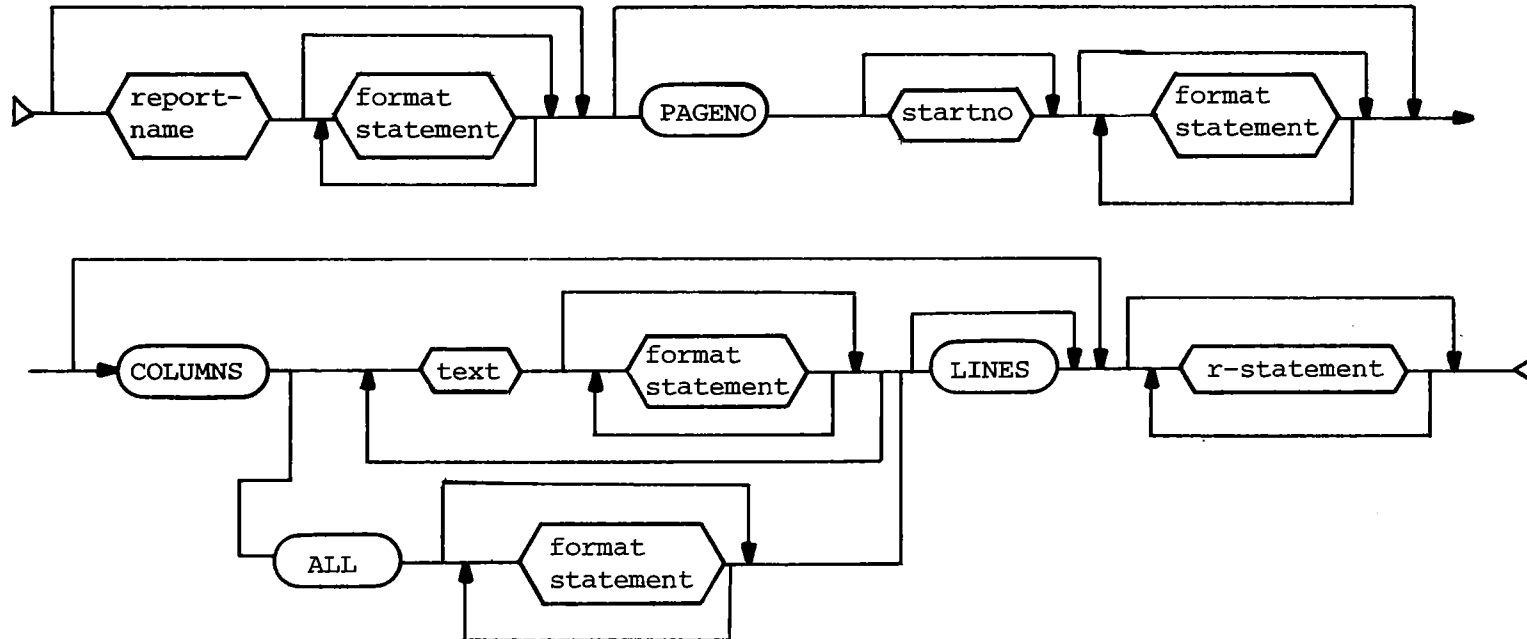 report-
name
format
statement
PAGENO
startno
format
statement
COLUMNS
text
format
statement
LINES
r-statement
ALL
format
statement